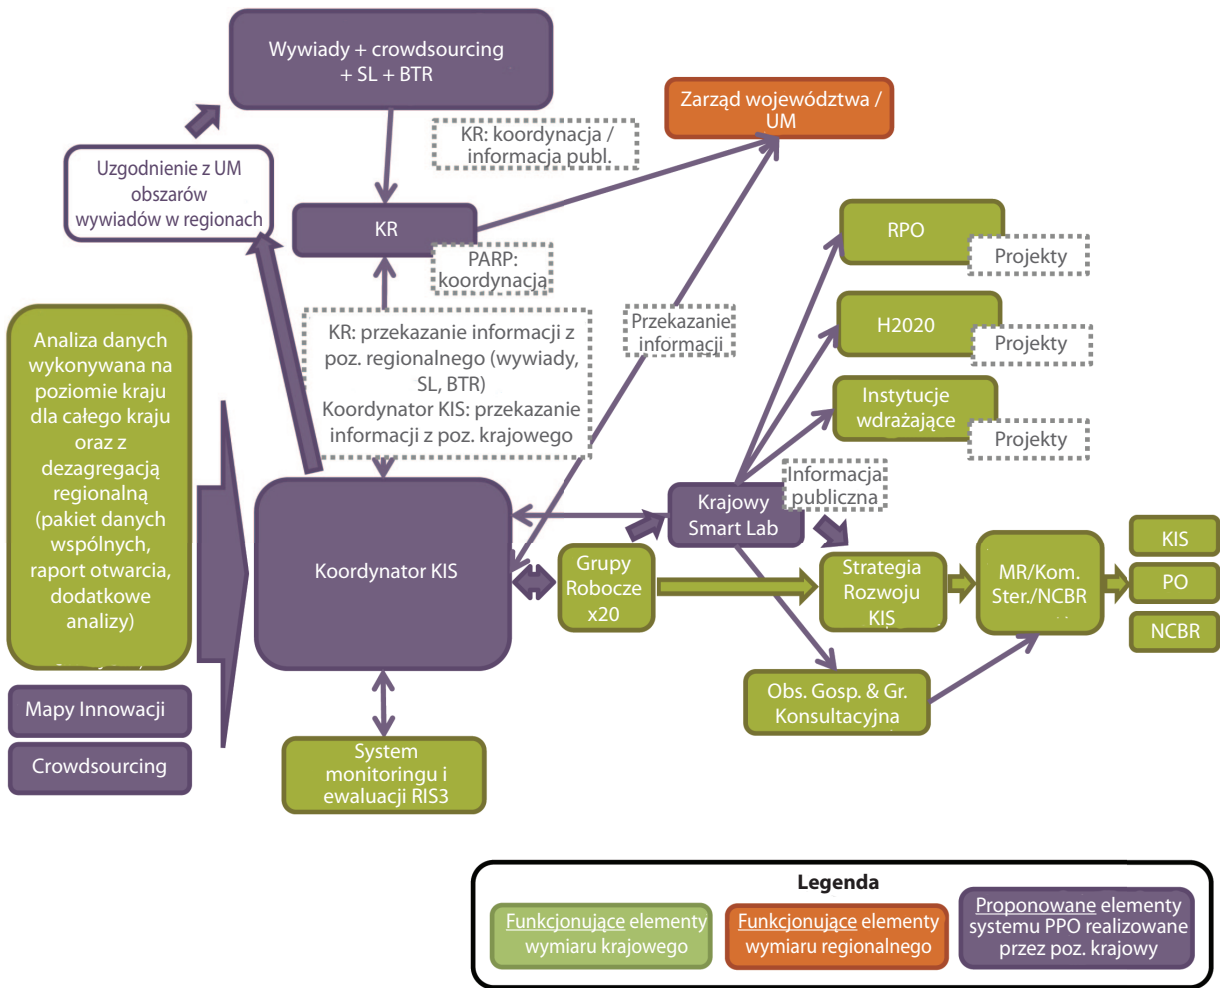 Wywiady + crowdsourcing
+ SL + BTR
Zarząd województwa /
UM
KR: koordynacja /
informacja publ.
Uzgodnienie z UM
obszarów
wywiadów w regionach
KR
PARP:
koordynacja
RPO
Projekty
KR: przekazanie informacji z
poz. regionalnego (wywiady,
SL, BTR)
Koordynator KIS: przekazanie
informacji z poz. krajowego
Przekazanie
informacji
H2020
Projekty
Instytucje
wdrażające
Projekty
Analiza danych
wykonywana na
poziomie kraju
dla całego kraju
oraz z
dezagregacją
regionalną
(pakiet danych
wspólnych,
raport otwarcia,
dodatkowe
analizy)
Informacja
publiczna
Krajowy
Smart Lab
Koordynator KIS
Grupy
Robocze
x20
Strategia
Rozwoju
KIS
MR/Kom.
Ster./NCBR
KIS
PO
NCBR
Obs. Gosp. & Gr.
Konsultacyjna
Mapy Innowacji
Crowdsourcing
System
monitoringu i
ewaluacji RIS3
Legenda
Funkcjonujące elementy
wymiaru krajowego
Funkcjonujące elementy
wymiaru regionalnego
Proponowane elementy
systemu PPO realizowane
przez poz. krajowy